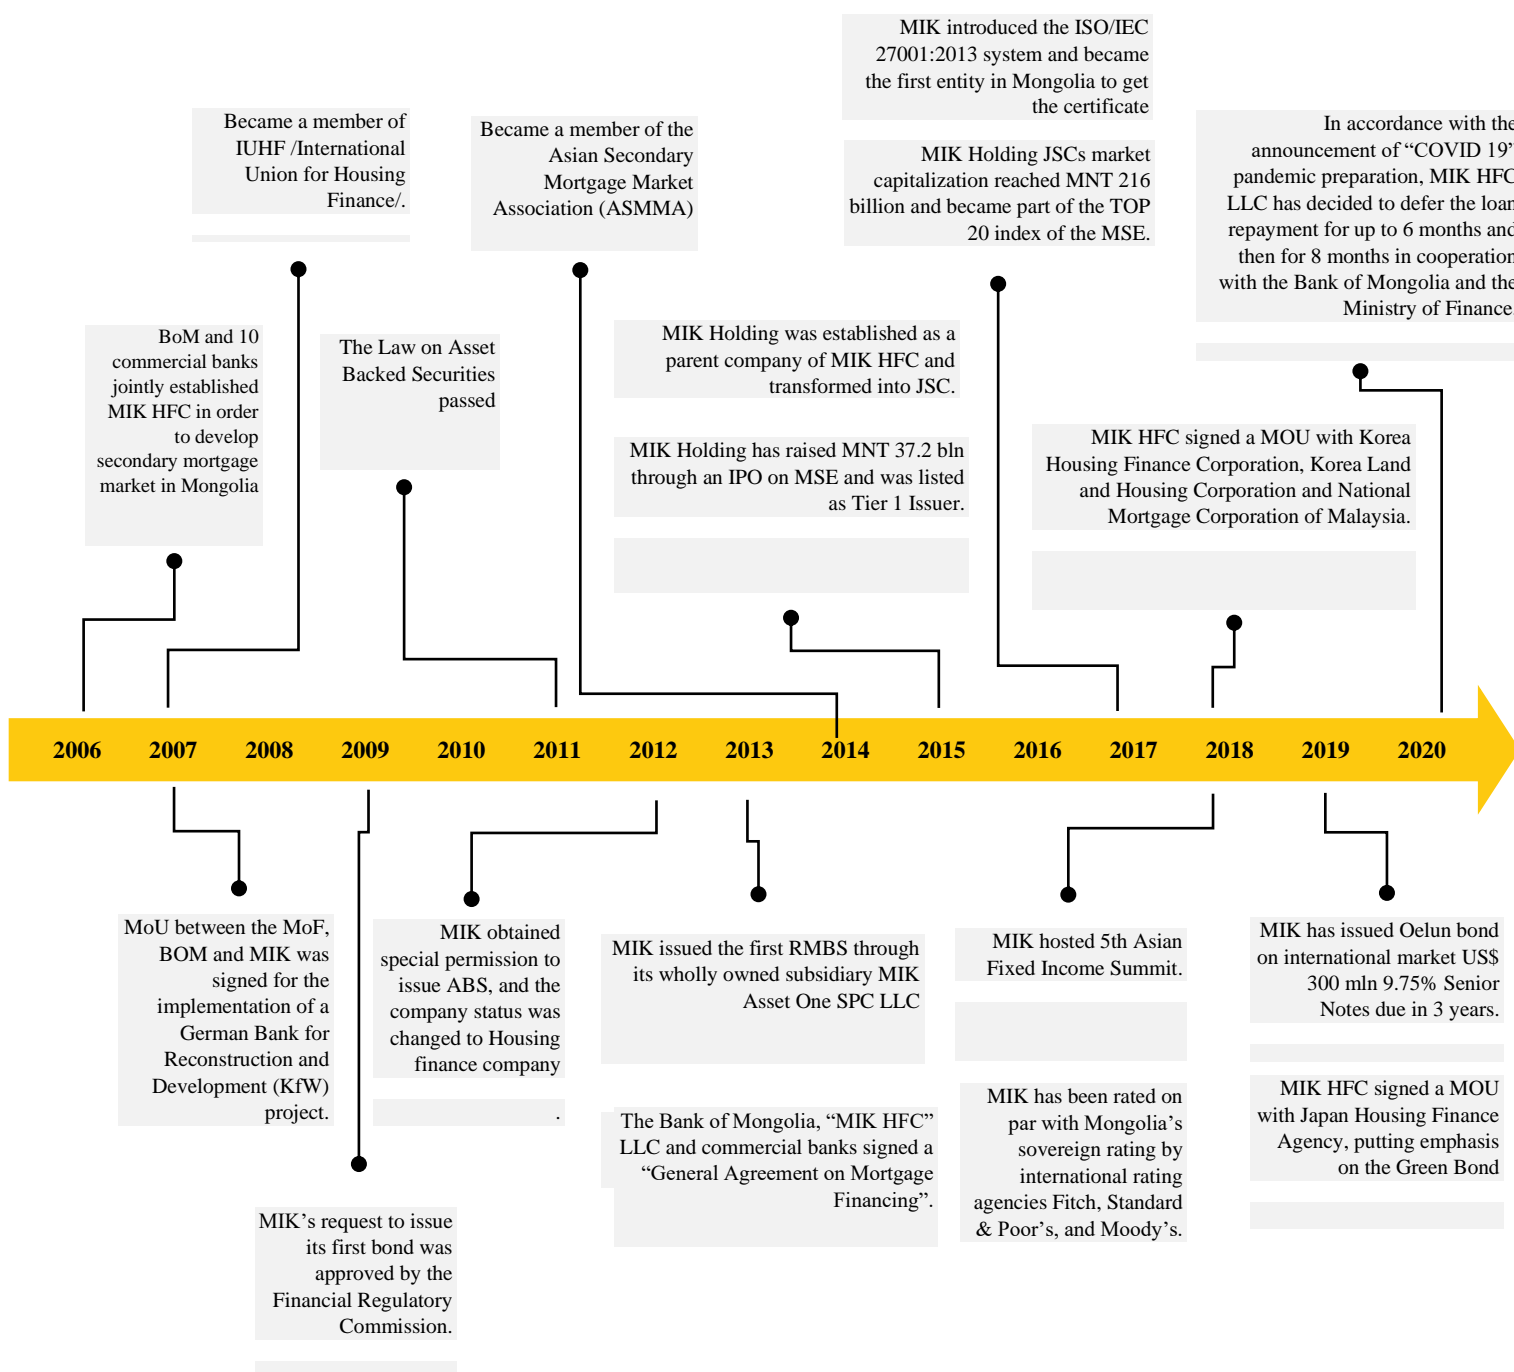 MIK introduced the ISO/IEC
27001:2013 system and became
the first entity in Mongolia to get
the certificate
Became a member of
IUHF /International
Union for Housing
Finance/.
Became a member of the
Asian Secondary
Mortgage Market
Association (ASMMA)
MIK Holding JSCs market
capitalization reached MNT 216
billion and became part of the TOP
20 index of the MSE.
In accordance with the
announcement of “COVID 19”
pandemic preparation, MIK HFC
LLC has decided to defer the loan
repayment for up to 6 months and
then for 8 months in cooperation
with the Bank of Mongolia and the
Ministry of Finance.
BoM and 10
commercial banks
jointly established
MIK HFC in order
to develop
secondary mortgage
market in Mongolia
The Law on Asset
Backed Securities
passed
MIK Holding was established as a
parent company of MIK HFC and
transformed into JSC.
MIK Holding has raised MNT 37.2 bln
through an IPO on MSE and was listed
as Tier 1 Issuer.
MIK HFC signed a MOU with Korea
Housing Finance Corporation, Korea Land
and Housing Corporation and National
Mortgage Corporation of Malaysia.
2006 2007 2008 2009 2010 2011 2012 2013 2014 2015 2016 2017 2018 2019 2020
MoU between the MoF,
BOM and MIK was
signed for the
implementation of a
German Bank for
Reconstruction and
Development (KfW)
project.
MIK obtained
special permission to
issue ABS, and the
company status was
changed to Housing
finance company
.
MIK issued the first RMBS through
its wholly owned subsidiary MIK
Asset One SPC LLC
The Bank of Mongolia, “MIK HFC”
LLC and commercial banks signed a
“General Agreement on Mortgage
Financing”.
MIK hosted 5th Asian
Fixed Income Summit.
MIK has been rated on
par with Mongolia’s
sovereign rating by
international rating
agencies Fitch, Standard
& Poor’s, and Moody’s.
MIK has issued Oelun bond
on international market US$
300 mln 9.75% Senior
Notes due in 3 years.
MIK HFC signed a MOU
with Japan Housing Finance
Agency, putting emphasis
on the Green Bond
MIK’s request to issue
its first bond was
approved by the
Financial Regulatory
Commission.